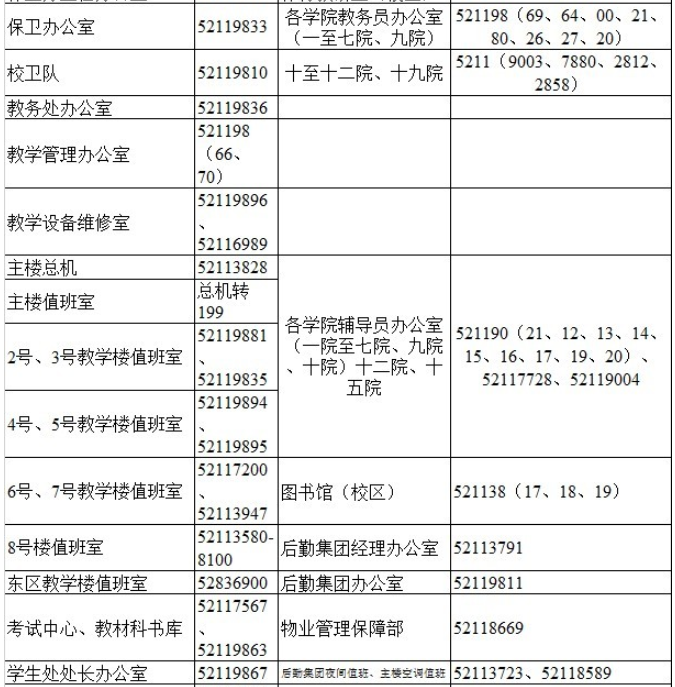 保卫办公室 52119833 各学院教务员办公室 521198（69、64、00、21、
（一至七院、九院） 80、26、27、20）
校卫队 52119810 十至十二院、十九院 5211（9003、7880、2812、
2858）
教务处办公室 52119836
教学管理办公室 521198
（66、
70）
教学设备维修室 52119896
、
52116989
主楼总机 52113828
主楼值班室 总机转
199
2号、3号教学楼值班室 52119881
、
52119835
4号、5号教学楼值班室 52119894
、
52119895
各学院辅导员办公室 521190（21、12、13、14、
（一院至七院、九院 15、16、17、19、20）、
、十院）十二院、十 52117728、52119004
五院
6号、7号教学楼值班室 52117200 图书馆（校区） 521138（17、18、19）
、
52113947
8号楼值班室 52113580- 后勤集团经理办公室 52113791
8100
东区教学楼值班室 52836900 后勤集团办公室 52119811
考试中心、教材科书库 52117567 物业管理保障部 52118669
、
52119863
学生处处长办公室 52119867 后勤集团夜间值班、主楼空调值班 52113723、52118589